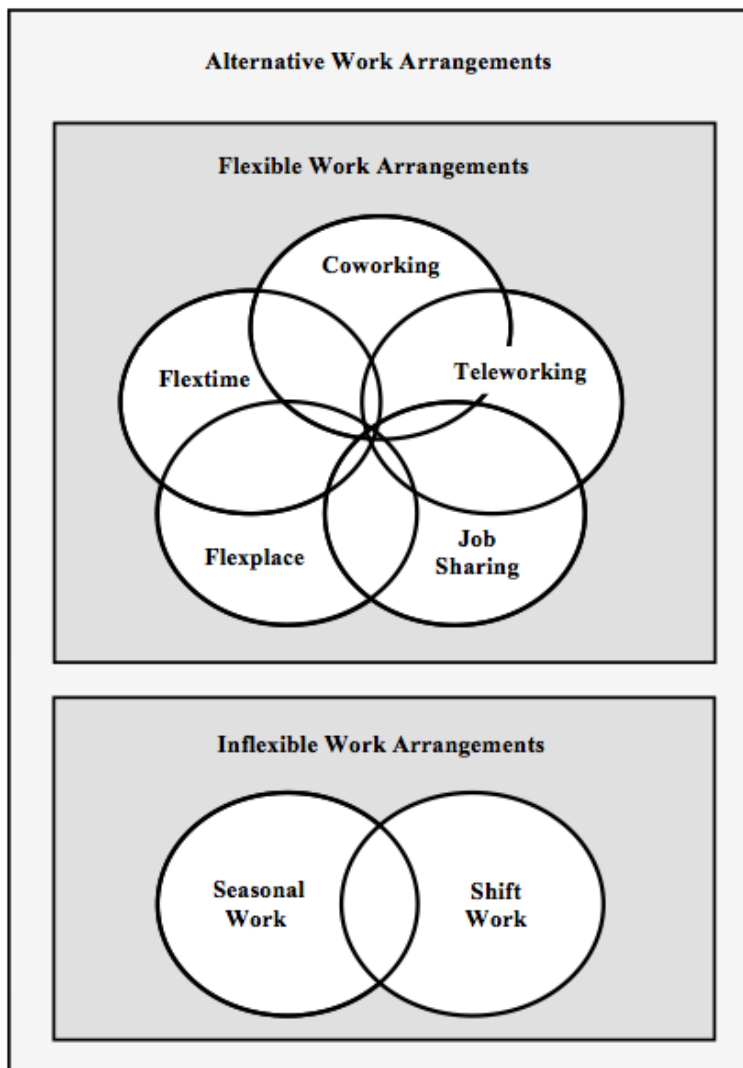 Alternative Work Arrangements
Flexible Work Arrangements
Coworking
Flextime
Teleworking
Flexplace
Job
Sharing
Inflexible Work Arrangements
Seasonal
Work
Shift
Work